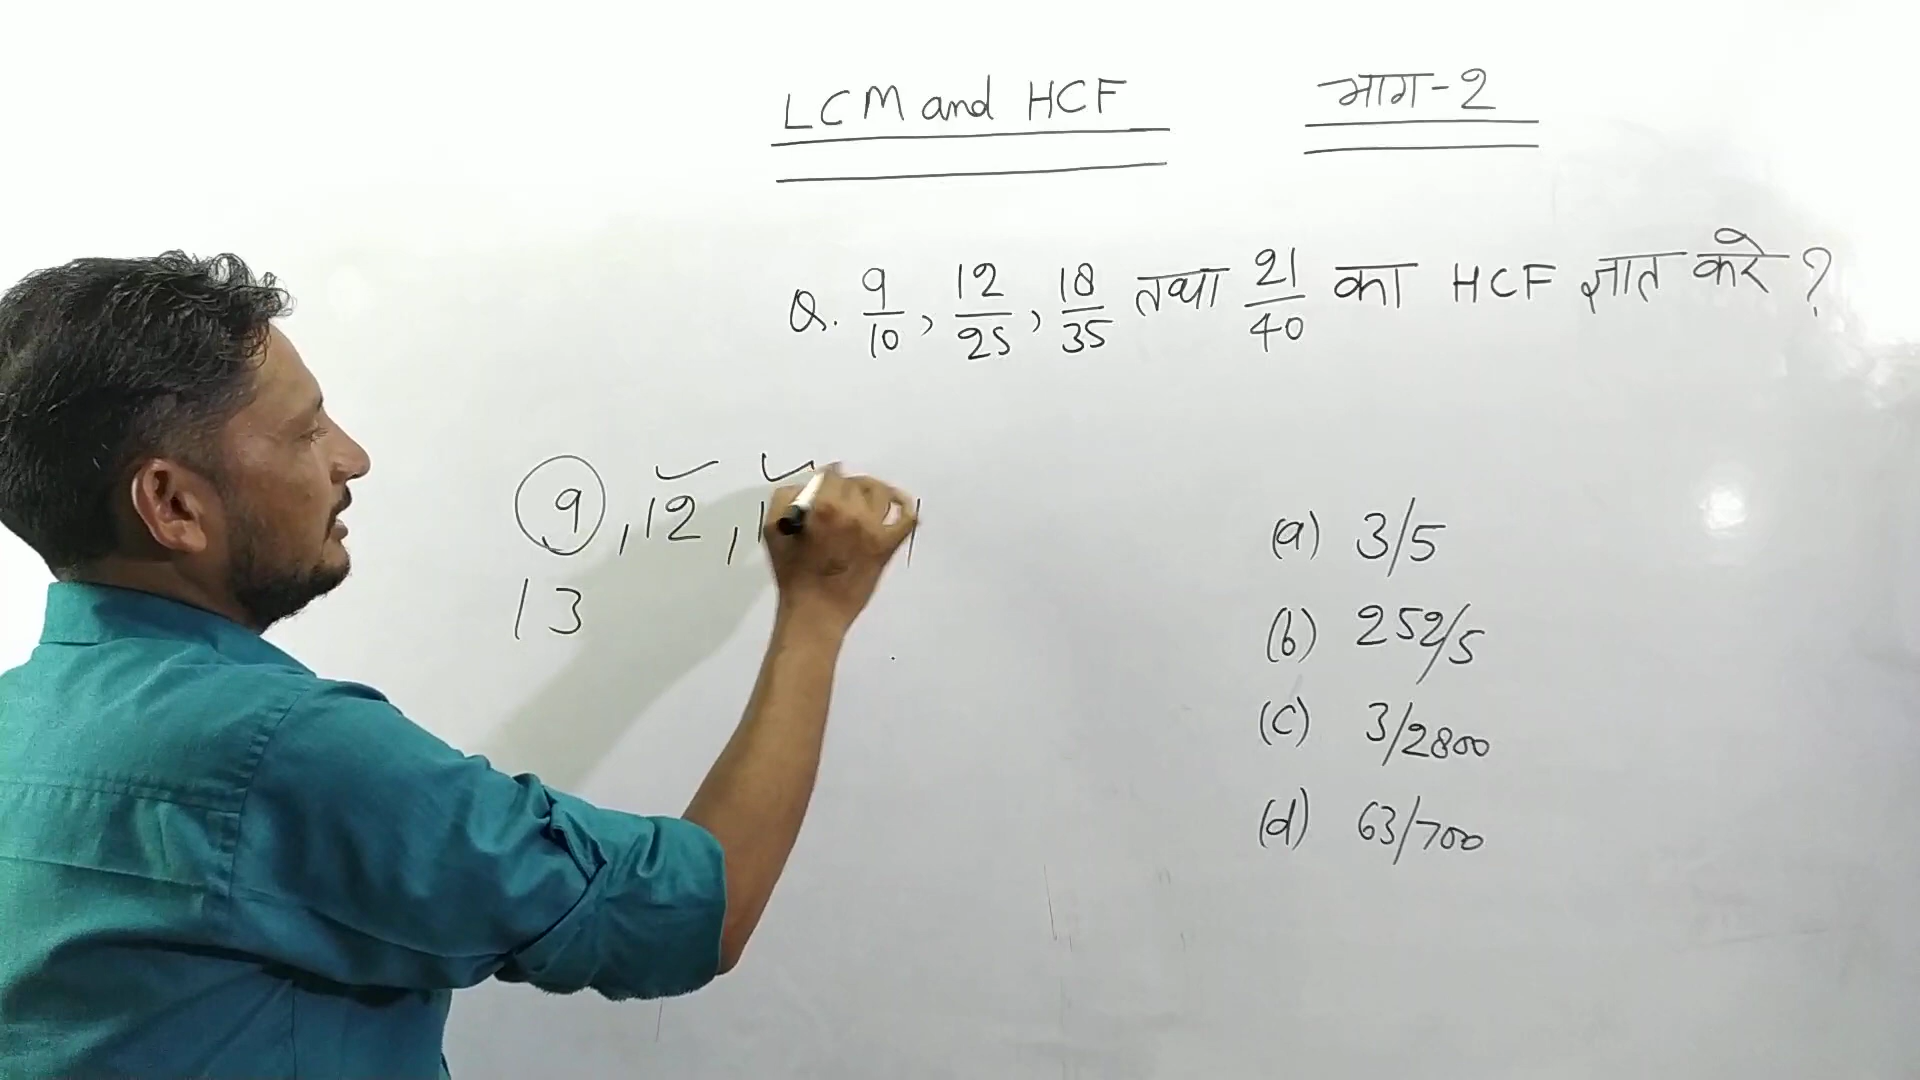 LCM and HCF भाग-2
Q. 9/10, 12/25, 18/35 तथा 21/40 का HCF ज्ञात करे ?
9, 12,
1 3
(a) 3/5
(b) 252/5
(c) 3/2800
(d) 63/700